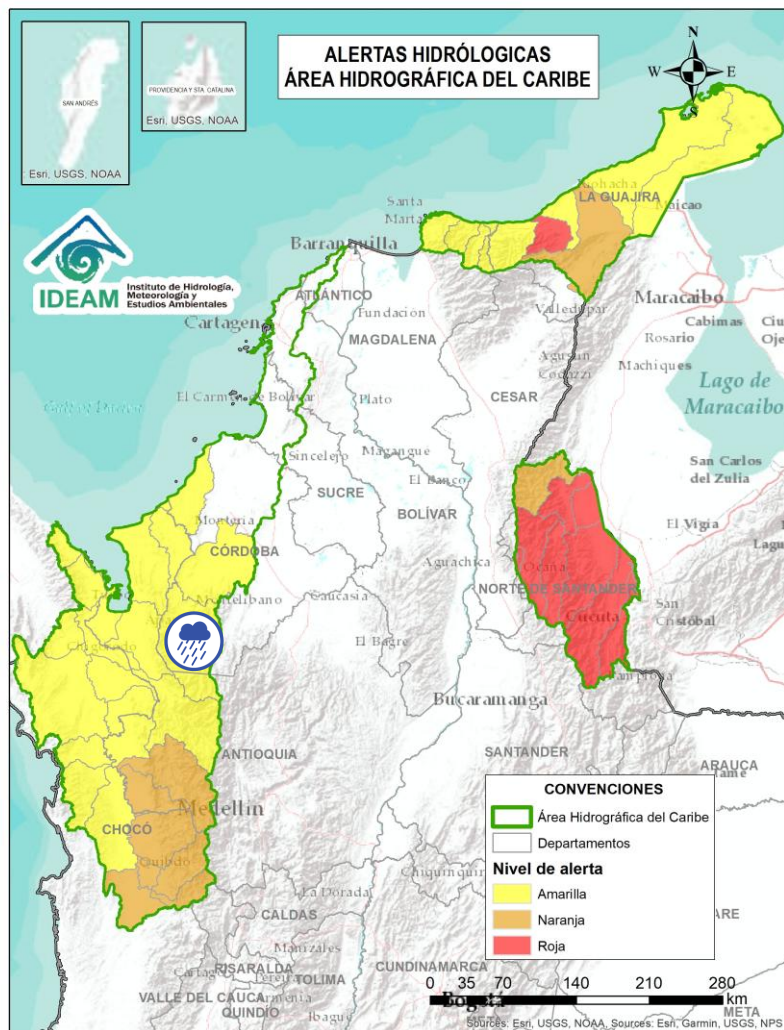 ALERTAS HIDRÓLOGICAS
ÁREA HIDROGRÁFICA DEL CARIBE
SAN ANDRÉS
Esri, USGS, NOAA
PROVIDENCIA Y STA. CATALINA
Esri, USGS, NOAA
N
W
E
S
IDEAM
Instituto de Hidrología,
Meteorología y
Estudios Ambientales
LA GUAJIRA
Maicao
Santa
Marta
Barranquilla
ATLÁNTICO
Fundación
Valledupar
Maracaibo
Cabimas
Rosario
Machiques
Cartagen
MAGDALENA
Agustín
Codazzi
CESAR
Lago de
Maracaibo
El Carmen de Bolívar
Plato
Sincelejo
Magangue
San Carlos
del Zulia
SUCRE
El Banco
BOLÍVAR
Montería
El Vigia
CÓRDOBA
Aguachica
Ocaña
NORTE DE SANTANDER
Montelibano
Caucasia
Cúcuta
San
Cristóbal
El Bagre
Pamplona
Bucaramanga
ANTIOQUIA
SANTANDER
ARAUCA
Medellín
CHOCÓ
Quibdó
La Dorada
CALDAS
Manizales
RISARALDA
TOLIMA
CUNDINAMARCA
VALLE DEL CAUCA
Armenia
QUINDÍO
Ibagué
Bogotá
META
CONVENCIONES
Área Hidrográfica del Caribe
Departamentos
Nivel de alerta
Amarilla
Naranja
Roja
0 35 70 140 210 280
km
Sources: Esri, USGS, NOAA, Sources: Esri, Garmin, USGS, NPS